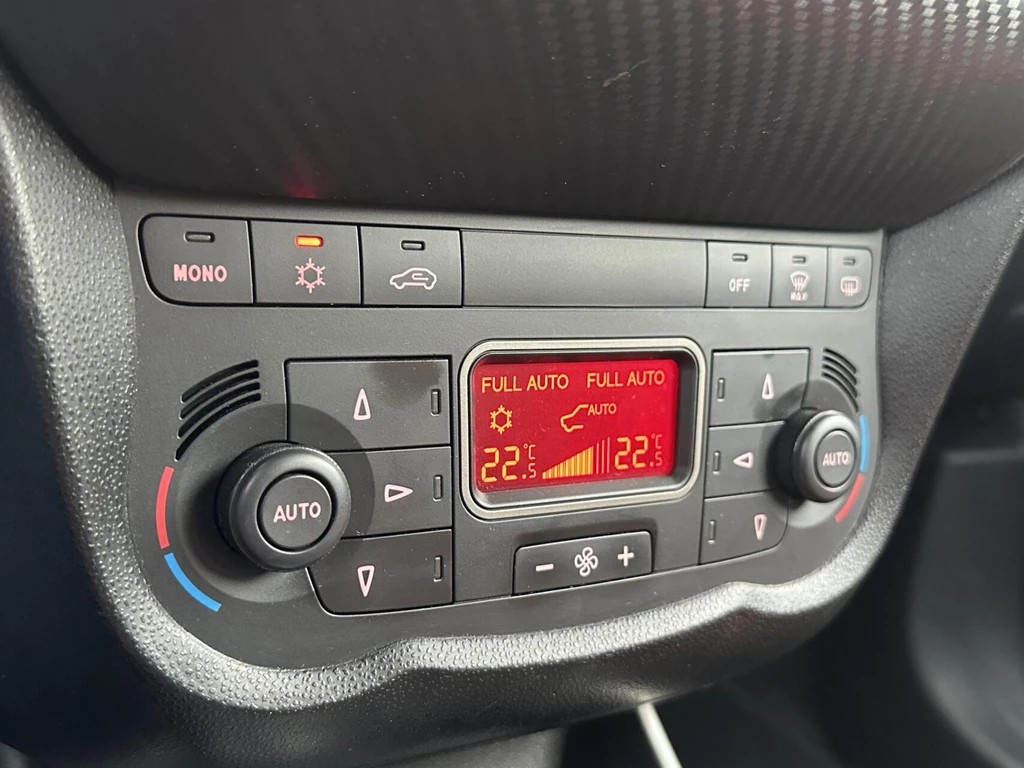 MONO
OFF
MAX
FULL AUTO FULL AUTO
AUTO
22.5 °C 22.5 °C
AUTO
AUTO
- +